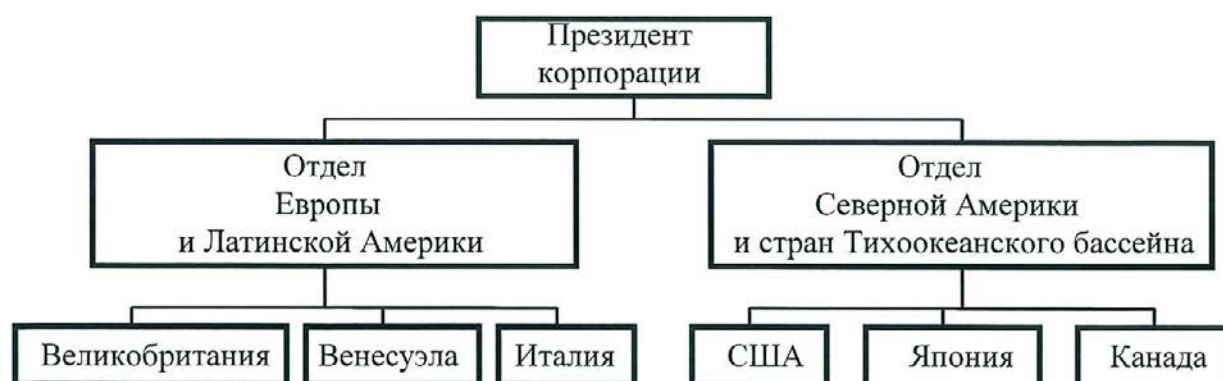 Президент
корпорации
Отдел
Европы
и Латинской Америки
Отдел
Северной Америки
и стран Тихоокеанского бассейна
Великобритания
Венесуэла
Италия
США
Япония
Канада